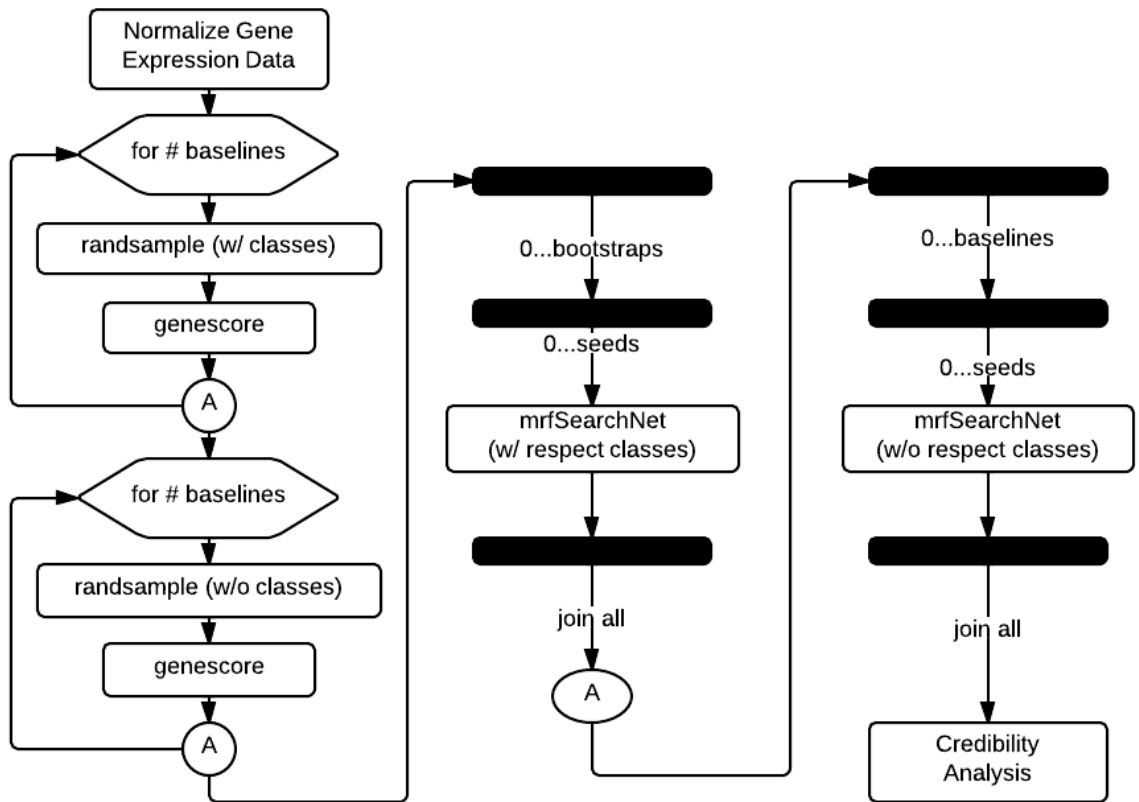 Normalize Gene
Expression Data
for # baselines
randsample (w/ classes)
genescore
A
for # baselines
randsample (w/o classes)
genescore
A
0...bootstraps
0...seeds
mrfSearchNet
(w/ respect classes)
join all
A
0...baselines
0...seeds
mrfSearchNet
(w/o respect classes)
join all
Credibility
Analysis